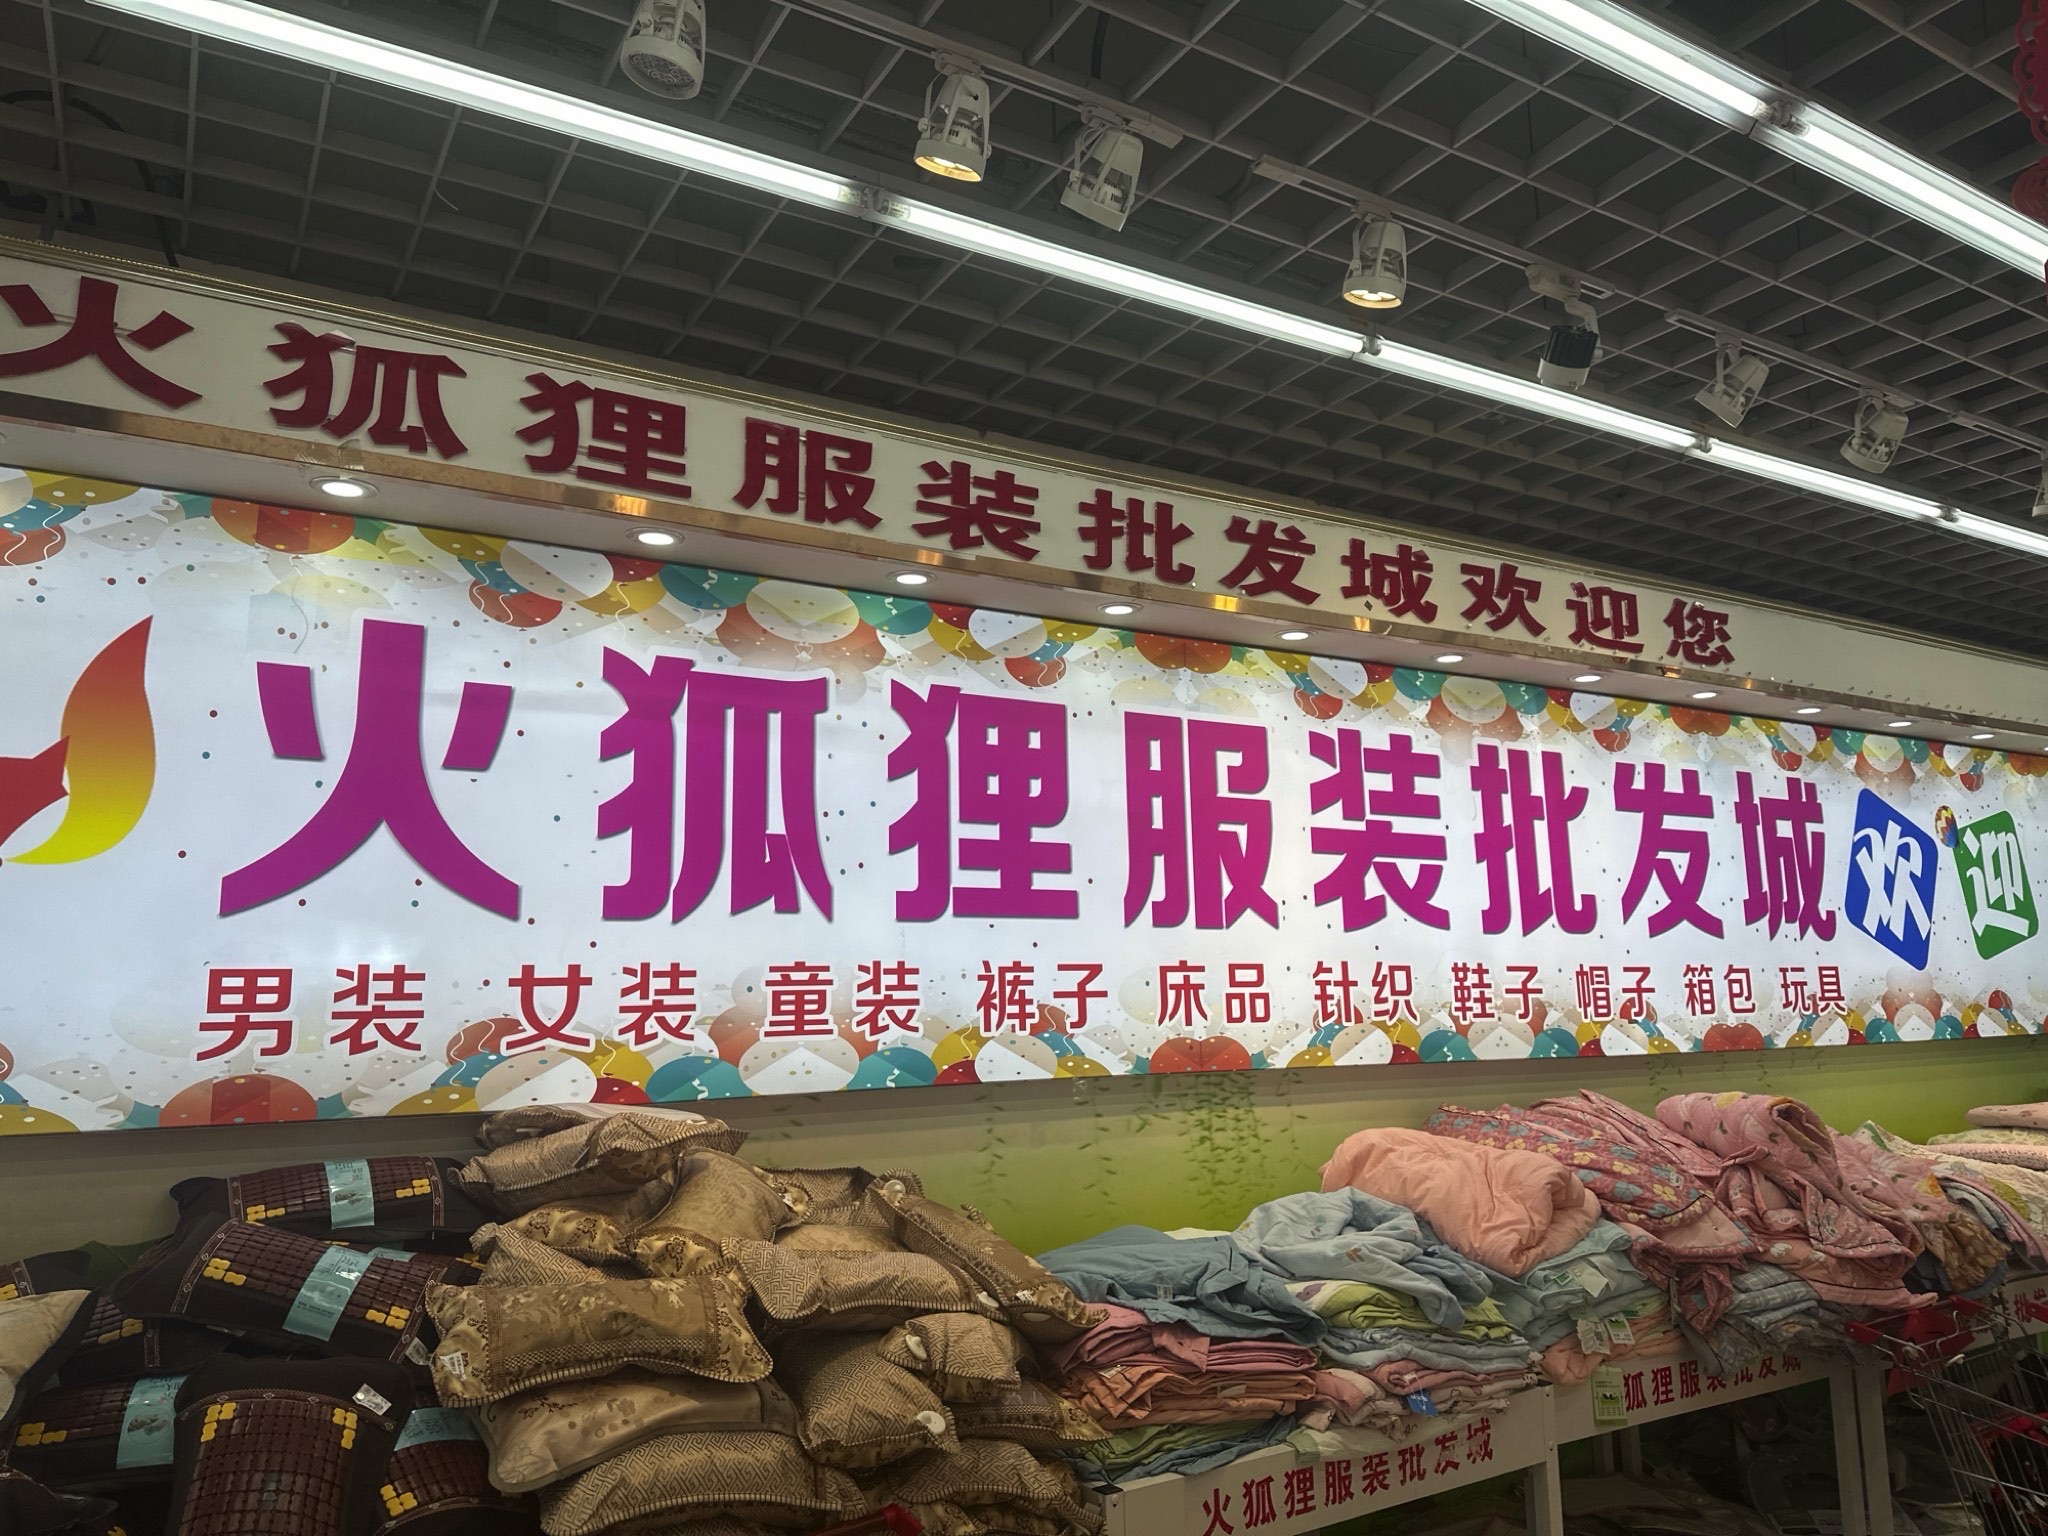 火狐狸服装批发城欢迎您
火狐狸服装批发城 欢迎
男装 女装 童装 裤子 床品 针织 鞋子 帽子 箱包 玩具
火狐狸服装批发城
狐狸服装批发城